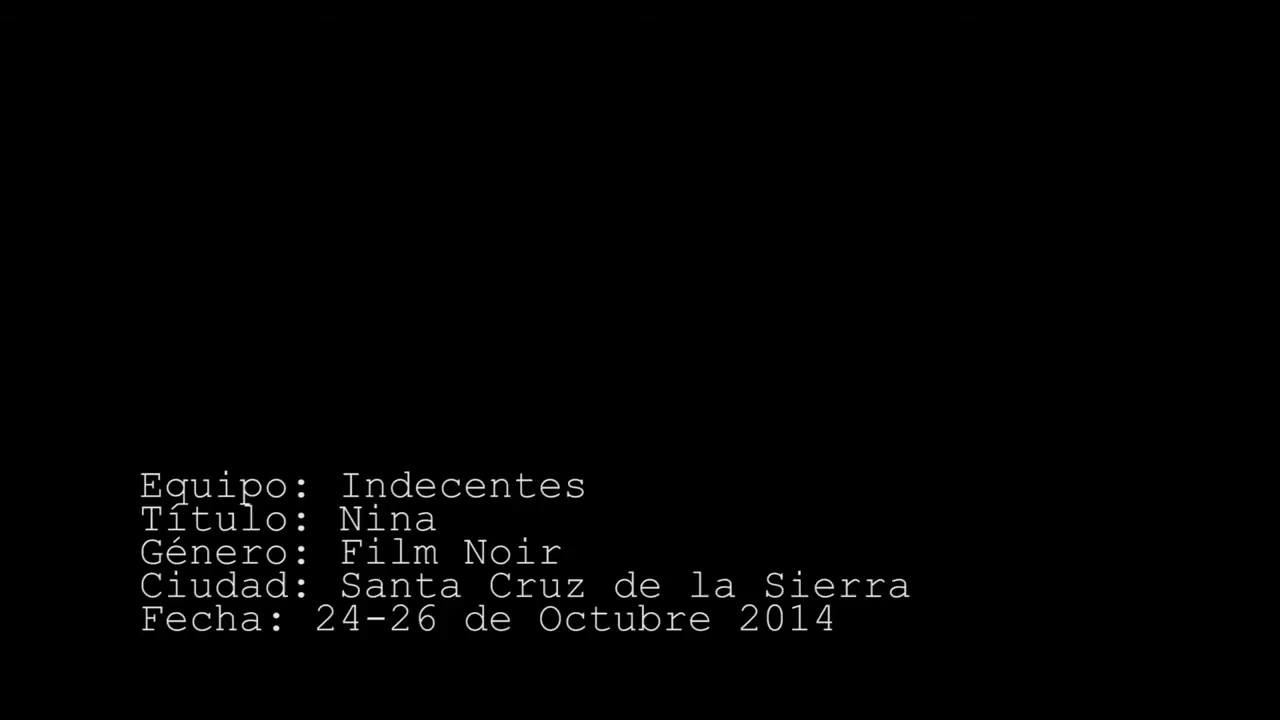 Equipo: Indecentes
Título: Nina
Género: Film Noir
Ciudad: Santa Cruz de la Sierra
Fecha: 24-26 de Octubre 2014